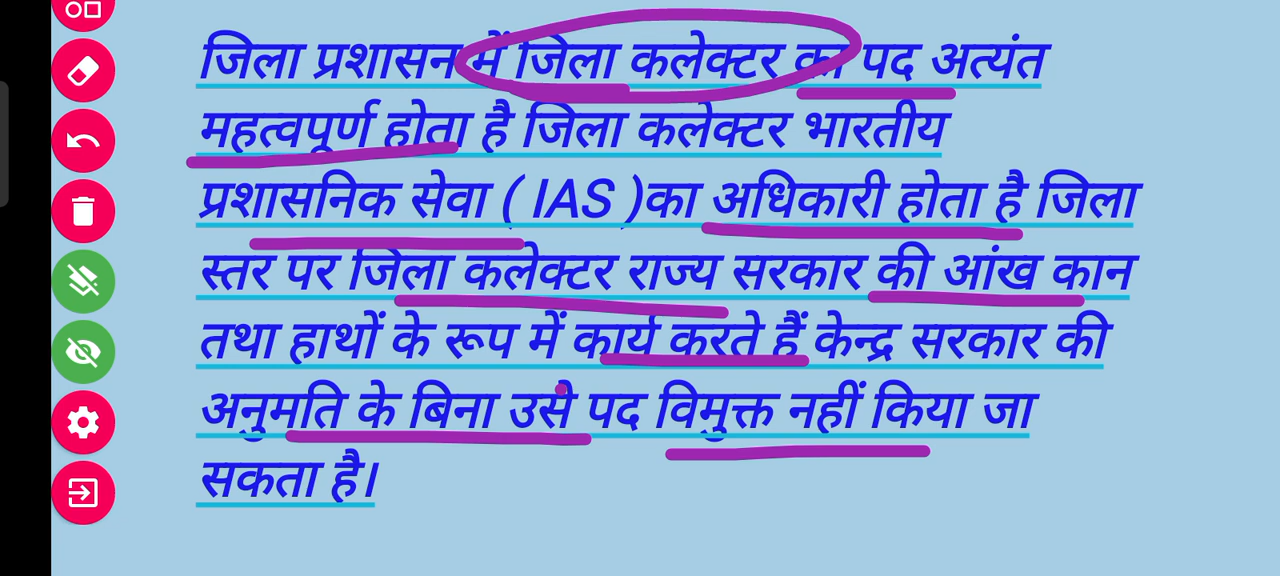 जिला प्रशासन में जिला कलेक्टर का पद अत्यंत
महत्वपूर्ण होता है जिला कलेक्टर भारतीय
प्रशासनिक सेवा ( IAS )का अधिकारी होता है जिला
स्तर पर जिला कलेक्टर राज्य सरकार की आंख कान
तथा हाथों के रूप में कार्य करते हैं केन्द्र सरकार की
अनुमति के बिना उसे पद विमुक्त नहीं किया जा
सकता है।